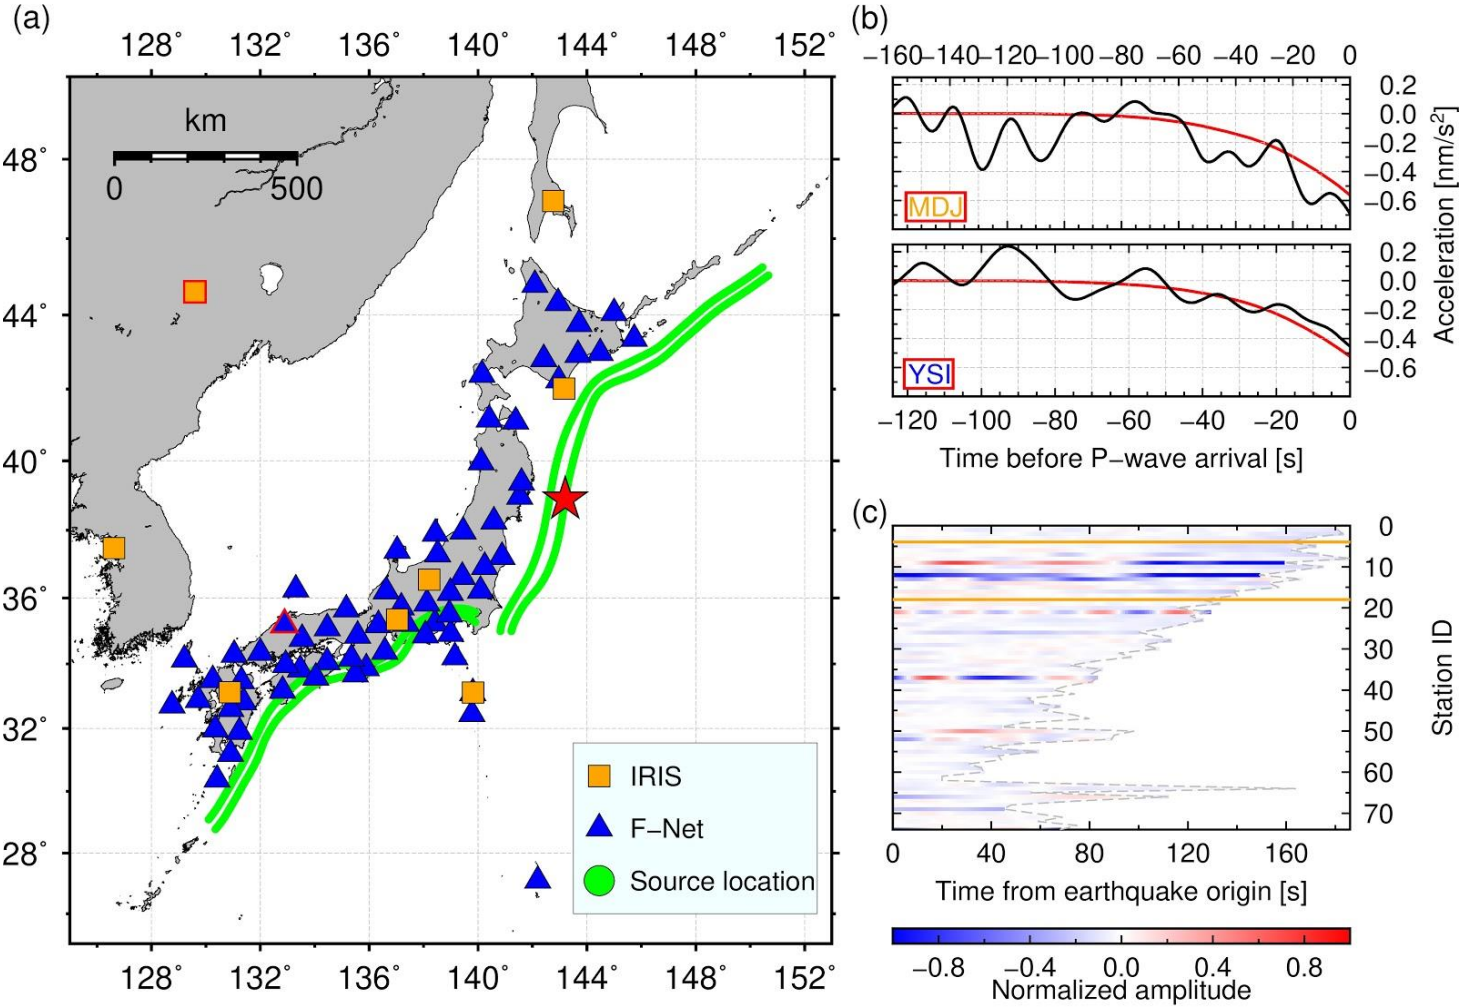 (a)
128° 132° 136° 140° 144° 148° 152°
km
0 500
48°
44°
40°
36°
32°
28°
IRIS
F−Net
Source location
128° 132° 136° 140° 144° 148° 152°
(b)
−160 −140 −120 −100 −80 −60 −40 −20 0
0.2
0.0
−0.2
−0.4
−0.6
MDJ
0.2
0.0
−0.2
−0.4
−0.6
YSI
Acceleration [nm/s²]
−120 −100 −80 −60 −40 −20 0
Time before P−wave arrival [s]
(c)
0
10
20
30
40
50
60
70
Station ID
0 40 80 120 160
Time from earthquake origin [s]
−0.8 −0.4 0.0 0.4 0.8
Normalized amplitude